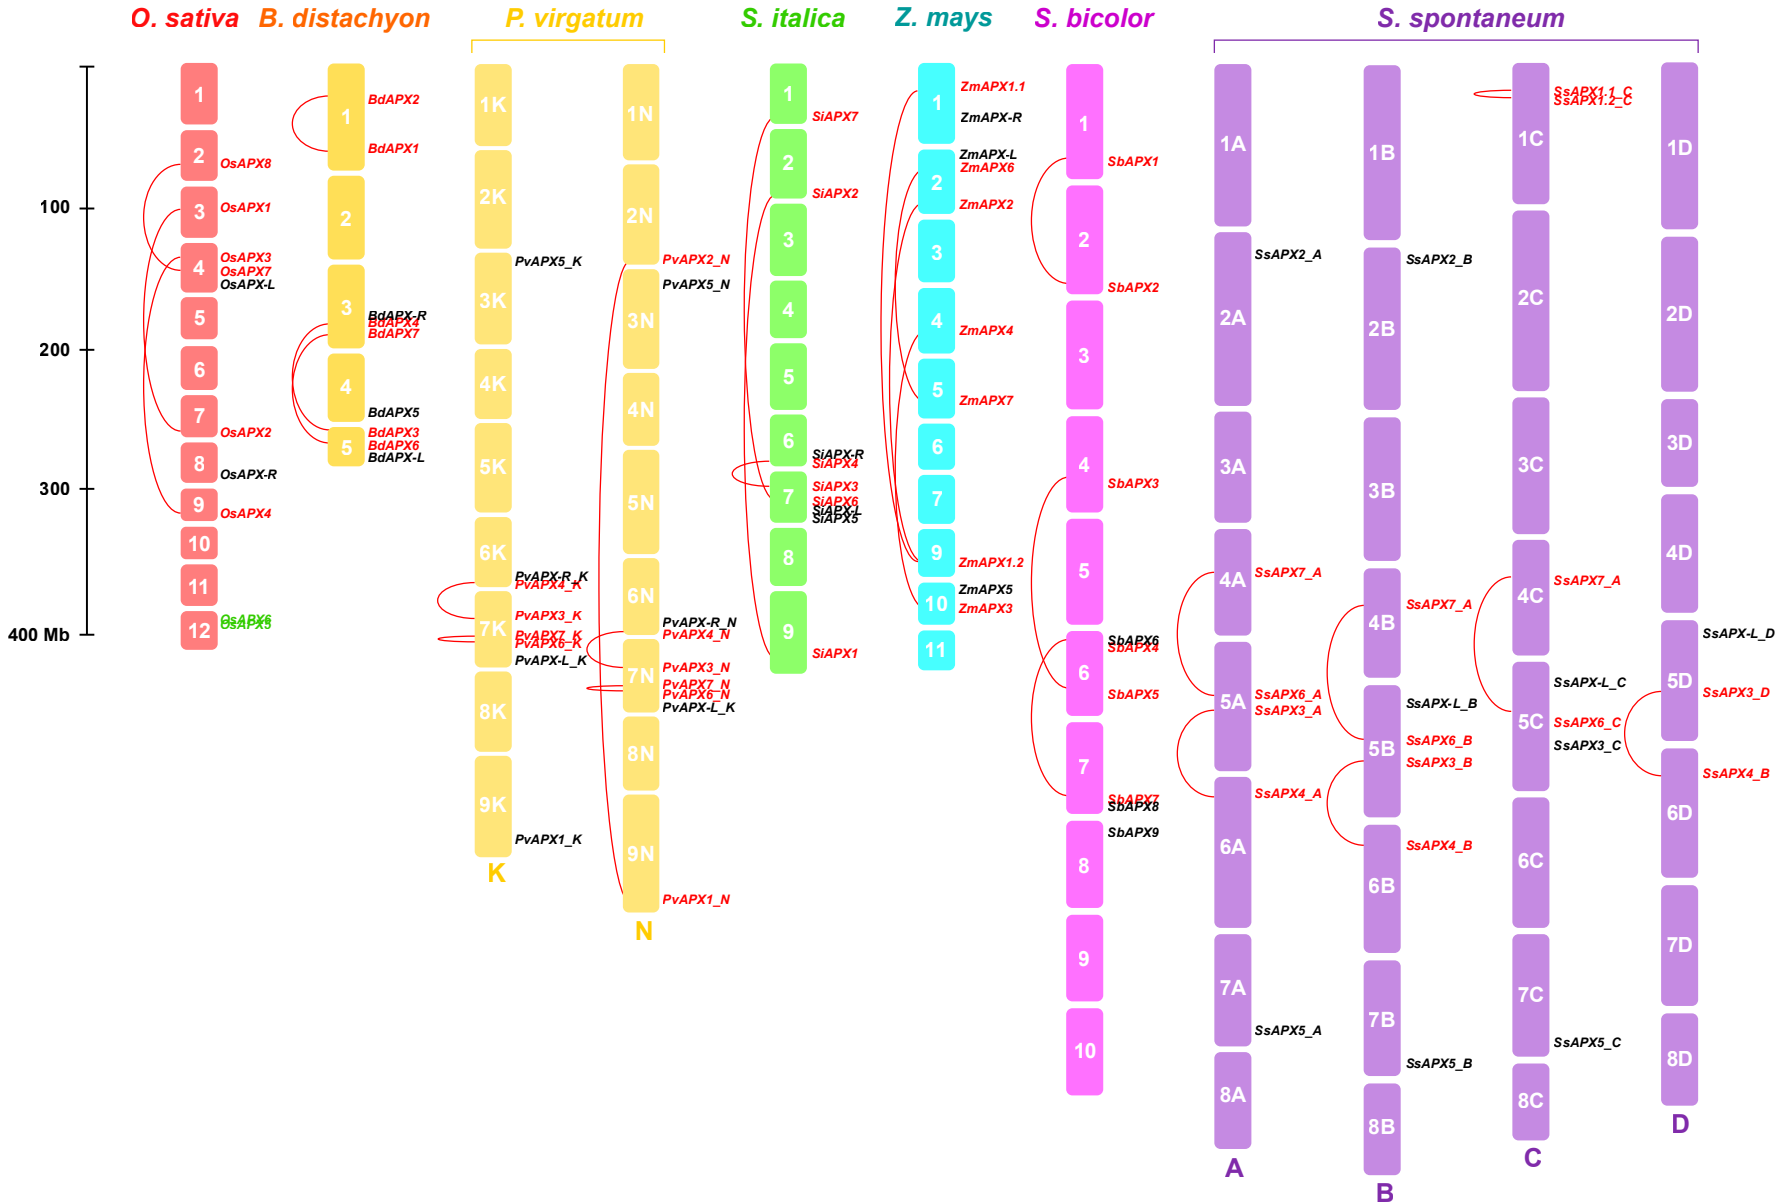 O. sativa
B. distachyon
P. virgatum
S. italica
Z. mays
S. bicolor
S. spontaneum
100
200
300
400 Mb
1
2
3
4
5
6
7
8
9
10
11
12
OsAPX8
OsAPX1
OsAPX3
OsAPX7
OsAPX-L
OsAPX2
OsAPX-R
OsAPX4
OsAPX6
OsAPX5
1
2
3
4
5
BdAPX2
BdAPX1
BdAPX-R
BdAPX4
BdAPX7
BdAPX5
BdAPX3
BdAPX6
BdAPX-L
1K
2K
3K
4K
5K
6K
7K
8K
9K
K
PvAPX5_K
PvAPX-R_K
PvAPX4_K
PvAPX3_K
PvAPX7_K
PvAPX6_K
PvAPX-L_K
PvAPX1_K
1N
2N
3N
4N
5N
6N
7N
8N
9N
N
PvAPX2_N
PvAPX5_N
PvAPX-R_N
PvAPX4_N
PvAPX3_N
PvAPX7_N
PvAPX6_N
PvAPX-L_K
PvAPX1_N
1
2
3
4
5
6
7
8
9
SiAPX7
SiAPX2
SiAPX-R
SiAPX4
SiAPX3
SiAPX6
SiAPX-L
SiAPX5
SiAPX1
1
2
3
4
5
6
7
9
10
11
ZmAPX1.1
ZmAPX-R
ZmAPX-L
ZmAPX6
ZmAPX2
ZmAPX4
ZmAPX7
ZmAPX1.2
ZmAPX5
ZmAPX3
1
2
3
4
5
6
7
8
9
10
SbAPX1
SbAPX2
SbAPX3
SbAPX6
SbAPX4
SbAPX5
SbAPX7
SbAPX8
SbAPX9
1A
2A
3A
4A
5A
6A
7A
8A
A
SsAPX2_A
SsAPX7_A
SsAPX6_A
SsAPX3_A
SsAPX4_A
SsAPX5_A
1B
2B
3B
4B
5B
6B
7B
8B
B
SsAPX2_B
SsAPX7_A
SsAPX-L_B
SsAPX6_B
SsAPX3_B
SsAPX4_B
SsAPX5_B
1C
2C
3C
4C
5C
6C
7C
8C
C
SsAPX1.1_C
SsAPX1.2_C
SsAPX7_A
SsAPX-L_C
SsAPX6_C
SsAPX3_C
SsAPX5_C
1D
2D
3D
4D
5D
6D
7D
8D
D
SsAPX-L_D
SsAPX3_D
SsAPX4_B